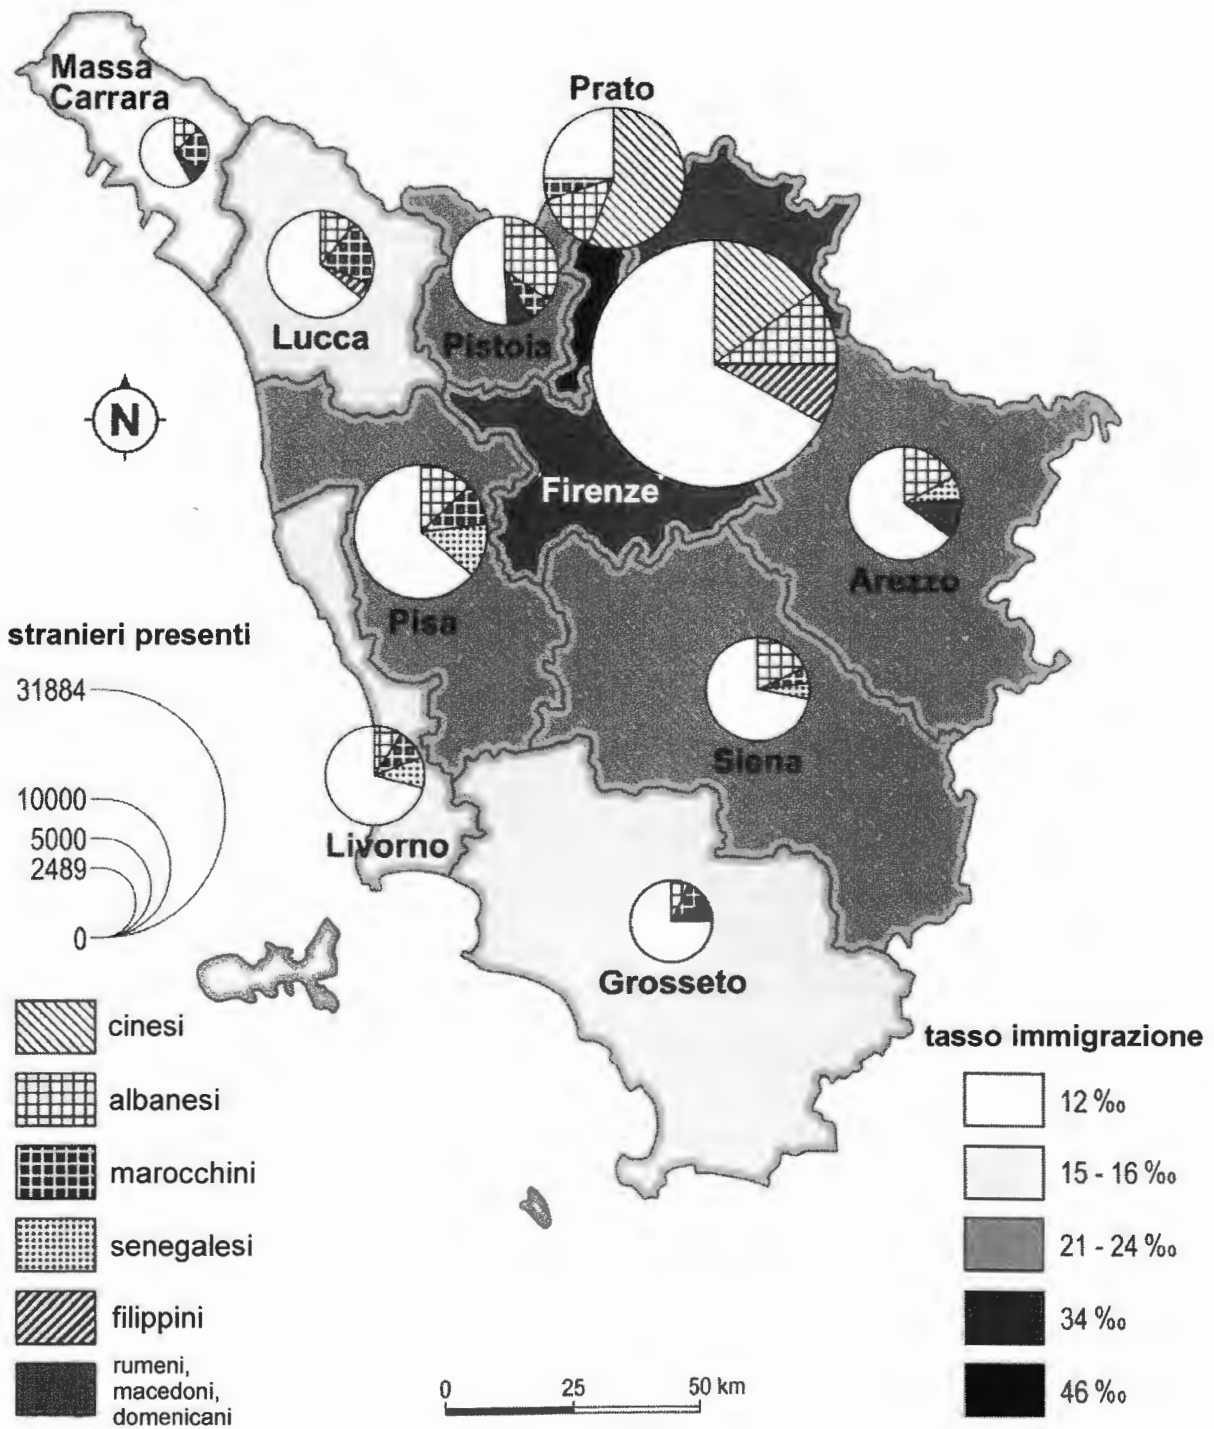 Massa
Carrara
Prato
Lucca
Pistoia
N
Firenze
Arezzo
Pisa
stranieri presenti
31884
10000
5000
2489
0
Siena
Livorno
Grosseto
cinesi
albanesi
marocchini
senegalesi
filippini
rumeni,
macedoni,
domenicani
tasso immigrazione
12 ‰
15 - 16 ‰
21 - 24 ‰
34 ‰
46 ‰
0 25 50 km